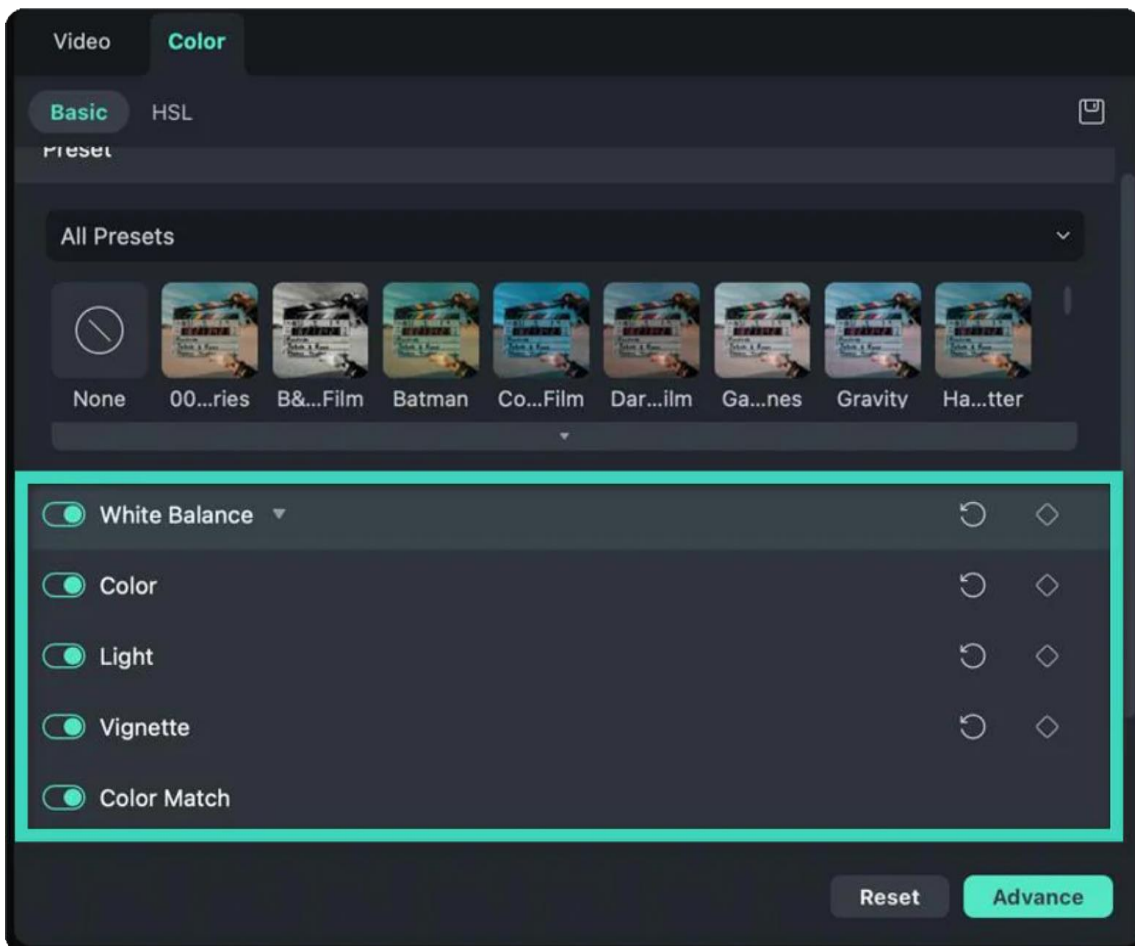 Video Color
Basic HSL
Preset
All Presets
None 00...ries B&...Film Batman Co...Film Dar...ilm Ga...nes Gravity Ha...tter
White Balance
Color
Light
Vignette
Color Match
Reset Advance